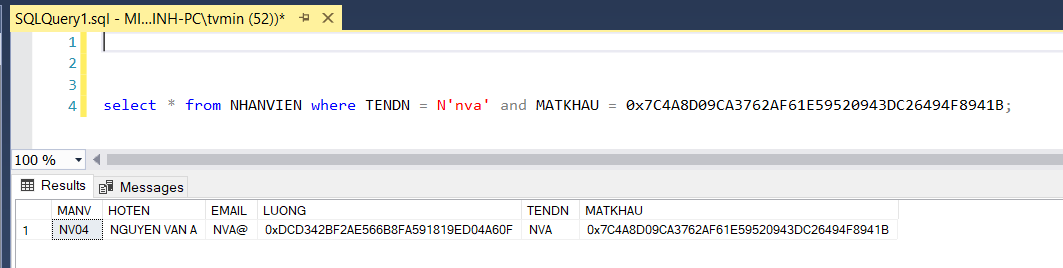 SQLQuery1.sql - MI...INH-PC\tvmin (52))*
1
2
3
4 select * from NHANVIEN where TENDN = N'nva' and MATKHAU = 0x7C4A8D09CA3762AF61E59520943DC26494F8941B;
100 %
Results Messages
MANV HOTEN EMAIL LUONG TENDN MATKHAU
1 NV04 NGUYEN VAN A NVA@ 0xDCD342BF2AE566B8FA591819ED04A60F NVA 0x7C4A8D09CA3762AF61E59520943DC26494F8941B